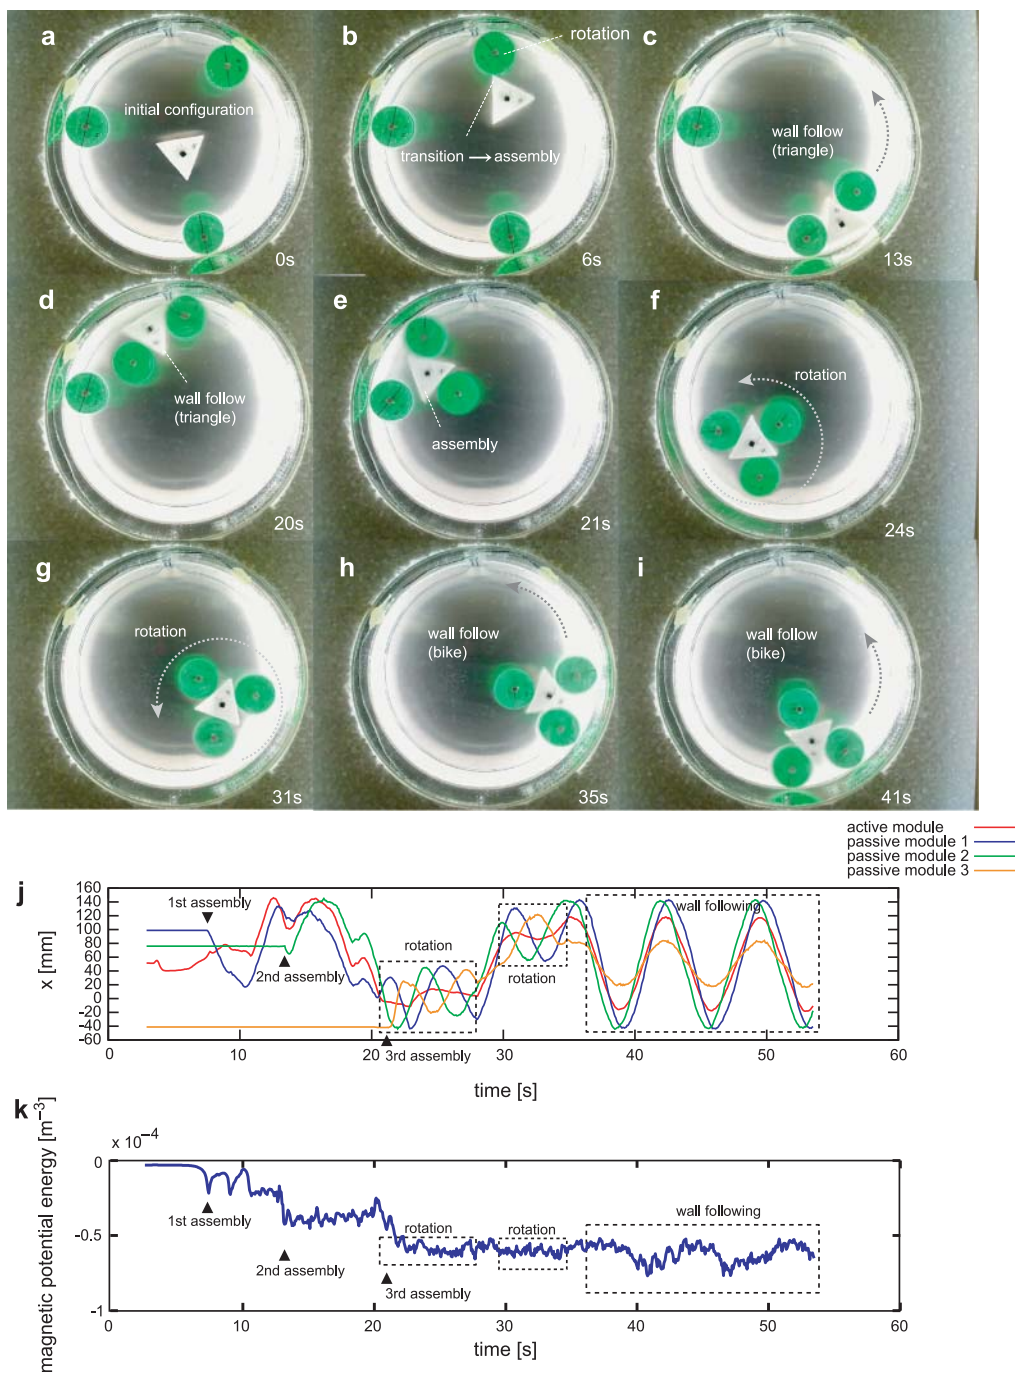 a
initial configuration
0s
b
rotation
transition → assembly
6s
c
wall follow
(triangle)
13s
d
wall follow
(triangle)
20s
e
assembly
21s
f
rotation
24s
g
rotation
31s
h
wall follow
(bike)
35s
i
wall follow
(bike)
41s
active module
passive module 1
passive module 2
passive module 3
j
x [mm]
160
140
120
100
80
60
40
20
0
-20
-40
-60
1st assembly
2nd assembly
rotation
3rd assembly
rotation
wall following
0
10
20
30
40
50
60
time [s]
k
magnetic potential energy [m⁻³]
x 10⁻⁴
0
-0.5
-1
1st assembly
2nd assembly
rotation
3rd assembly
rotation
wall following
0
10
20
30
40
50
60
time [s]